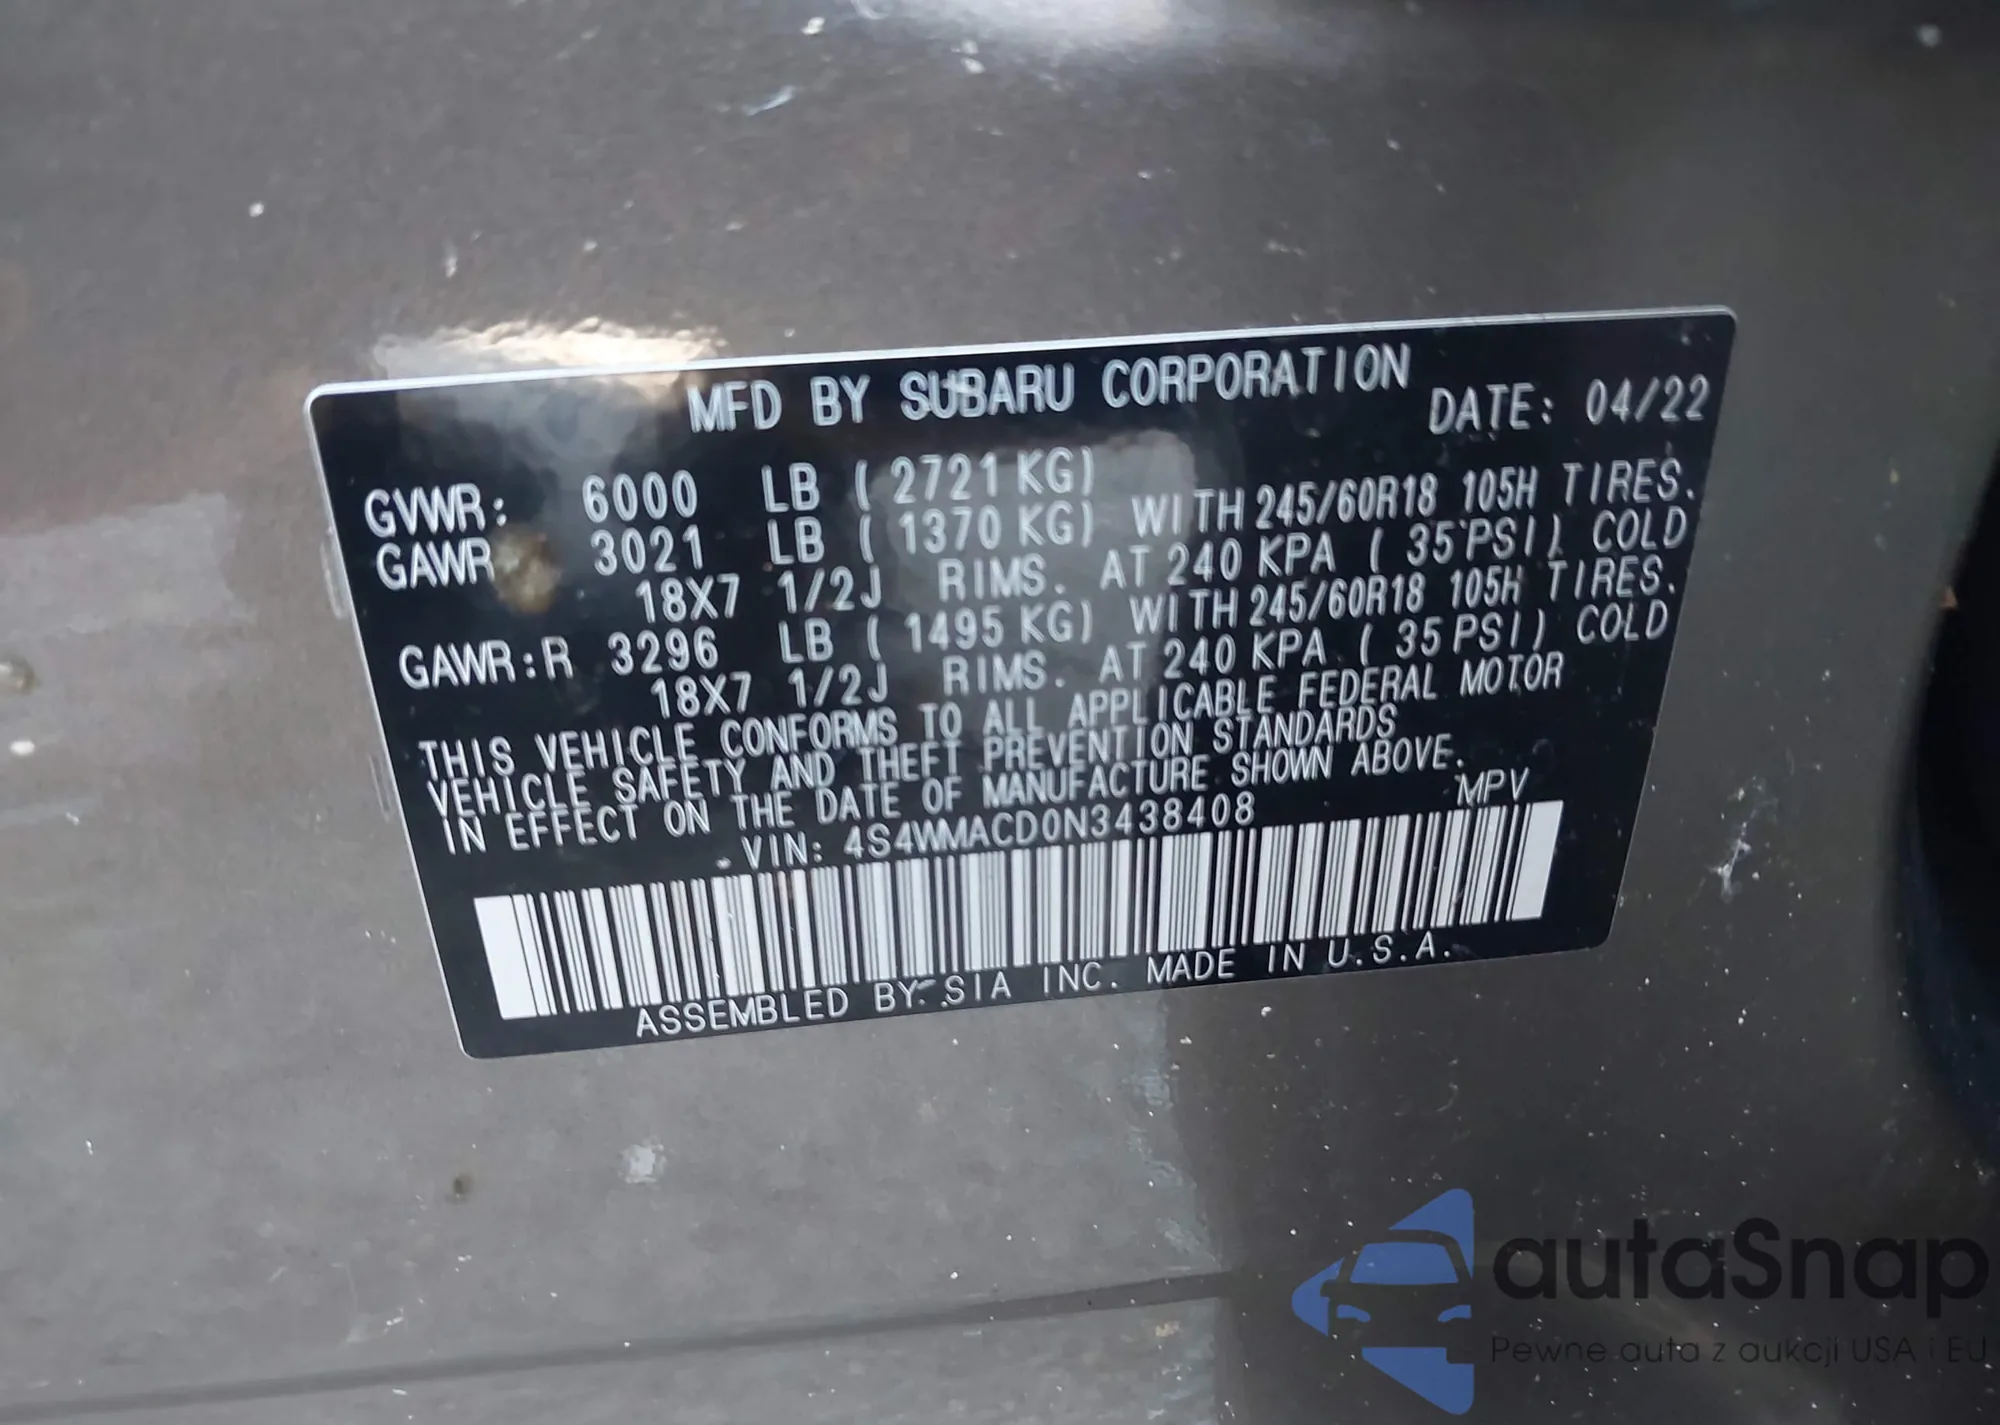 MFD BY SUBARU CORPORATION
DATE: 04/22
GVWR: 6000 LB ( 2721 KG)
GAWR 3021 LB ( 1370 KG) WITH 245/60R18 105H TIRES.
18X7 1/2J RIMS. AT 240 KPA ( 35 PSI) COLD
GAWR:R 3296 LB ( 1495 KG) WITH 245/60R18 105H TIRES.
18X7 1/2J RIMS. AT 240 KPA ( 35 PSI) COLD
THIS VEHICLE CONFORMS TO ALL APPLICABLE FEDERAL MOTOR
VEHICLE SAFETY AND THEFT PREVENTION STANDARDS
IN EFFECT ON THE DATE OF MANUFACTURE SHOWN ABOVE.
VIN: 4S4WMACD0N3438408 MPV
ASSEMBLED BY SIA INC. MADE IN U.S.A.
autaSnap
Pewne auta z aukcji USA i EU